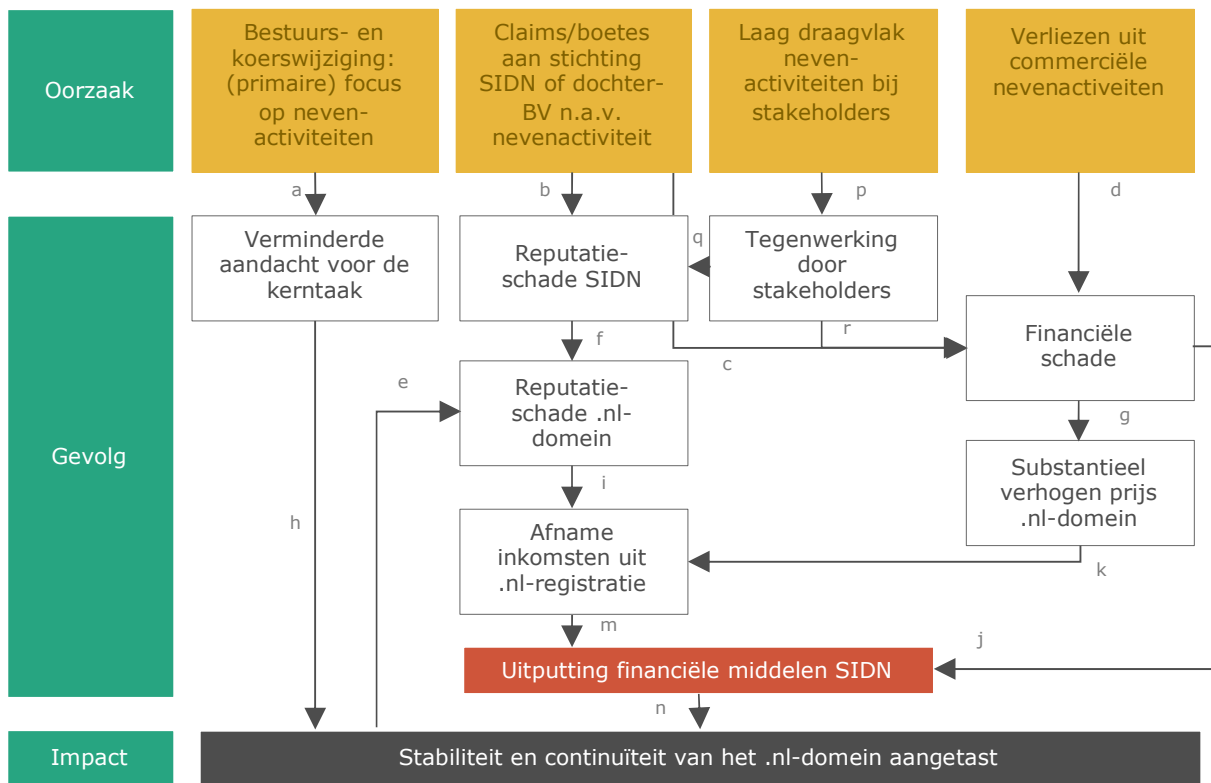 Oorzaak
Bestuurs- en
koerswijziging:
(primaire) focus
op neven-
activiteiten
Claims/boetes
aan stichting
SIDN of dochter-
BV n.a.v.
nevenactiviteit
Laag draagvlak
neven-
activiteiten bij
stakeholders
Verliezen uit
commerciële
nevenactiveiten
a
b
p
d
Gevolg
Verminderde
aandacht voor de
kerntaak
Reputatie-
schade SIDN
q
Tegenwerking
door
stakeholders
Financiële
schade
f
r
c
e
g
Reputatie-
schade .nl-
domein
Substantieel
verhogen prijs
.nl-domein
i
h
Afname
inkomsten uit
.nl-registratie
k
m
j
Uitputting financiële middelen SIDN
n
Impact
Stabiliteit en continuïteit van het .nl-domein aangetast